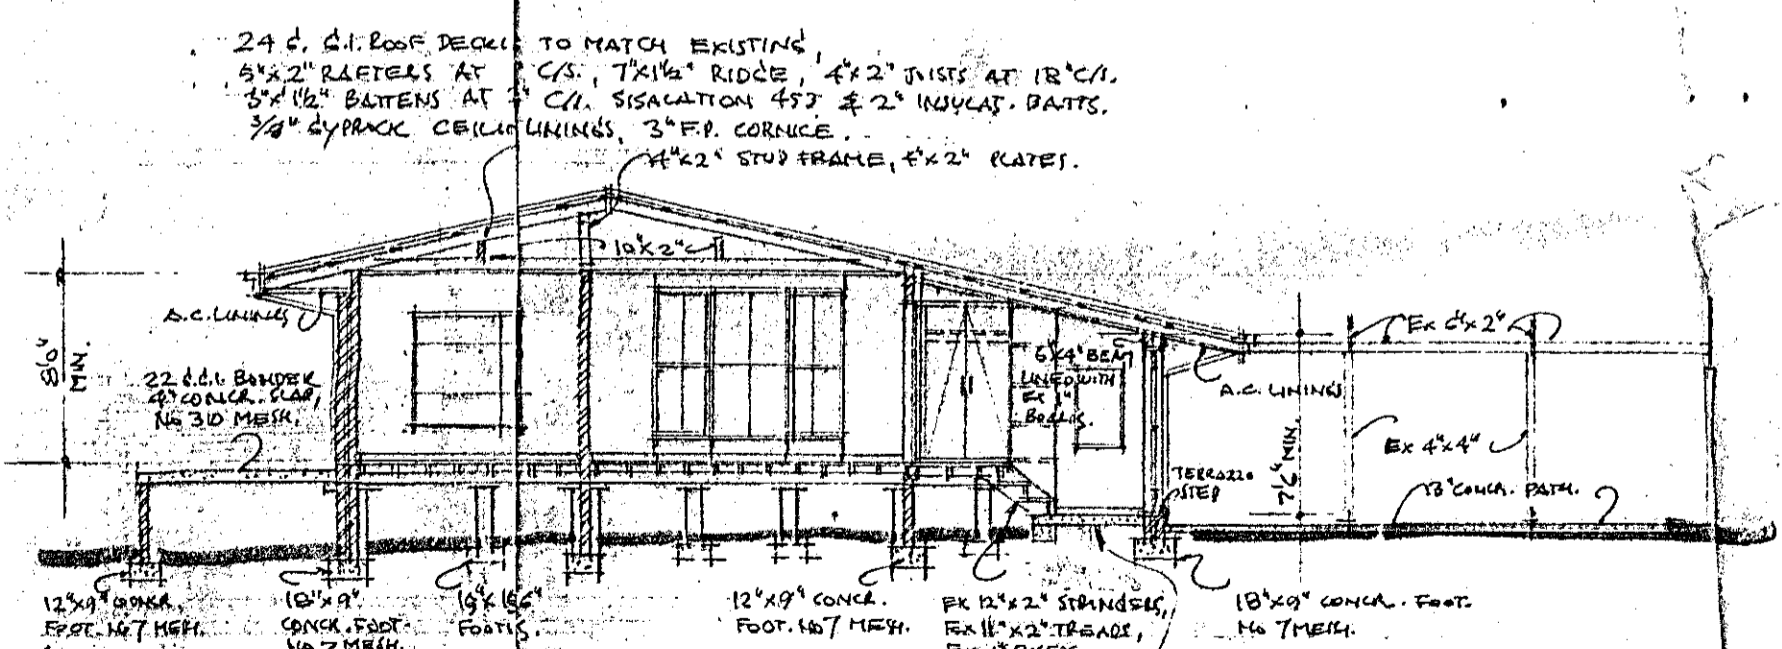 24 G. G.I. ROOF DECK TO MATCH EXISTING,
5"x2" RAFTERS AT C/S., 7"x1½" RIDGE, 4"x2" JOISTS AT 18"C/S.
3"x1½" BATTENS AT C/S. SISALATION 453 & 2" INSULAT. BATTS.
3/8" GYPROCK CEILING LININGS, 3" F.P. CORNICE.
4"x2" STUD FRAME, 4"x2" PLATES.
10"x2"
A.C. LININGS
8'0"
MIN.
22 G.G.I. BONDER
4" CONCR. SLAB,
No 310 MESH.
6"x4" BEAM
LINED WITH
EX 1"
EX 6"x2"
A.C. LININGS
EX 4"x4"
7'6" MIN.
TERRAZZO
STEP
3" CONCR. PATH.
12"x9" CONCR.
FOOT. No 7 MESH.
18"x9"
CONCR. FOOT.
No 7 MESH.
FOOTGS.
12"x9" CONCR.
FOOT. No 7 MESH.
EX 12"x2" STRINGERS,
EX 11"x2" TREADS,
18"x9" CONCR. FOOT.
No 7 MESH.